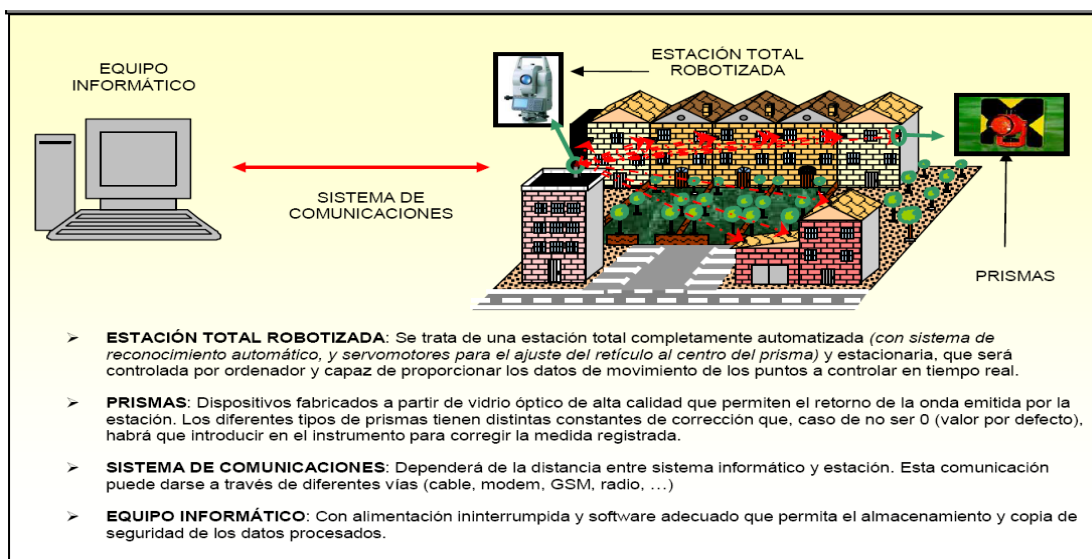 ESTACIÓN TOTAL
ROBOTIZADA
EQUIPO
INFORMÁTICO
SISTEMA DE
COMUNICACIONES
PRISMAS
➢ ESTACIÓN TOTAL ROBOTIZADA: Se trata de una estación total completamente automatizada (con sistema de
reconocimiento automático, y servomotores para el ajuste del retículo al centro del prisma) y estacionaria, que será
controlada por ordenador y capaz de proporcionar los datos de movimiento de los puntos a controlar en tiempo real.
➢ PRISMAS: Dispositivos fabricados a partir de vidrio óptico de alta calidad que permiten el retorno de la onda emitida por la
estación. Los diferentes tipos de prismas tienen distintas constantes de corrección que, caso de no ser 0 (valor por defecto),
habrá que introducir en el instrumento para corregir la medida registrada.
➢ SISTEMA DE COMUNICACIONES: Dependerá de la distancia entre sistema informático y estación. Esta comunicación
puede darse a través de diferentes vías (cable, modem, GSM, radio, ...)
➢ EQUIPO INFORMÁTICO: Con alimentación ininterrumpida y software adecuado que permita el almacenamiento y copia de
seguridad de los datos procesados.